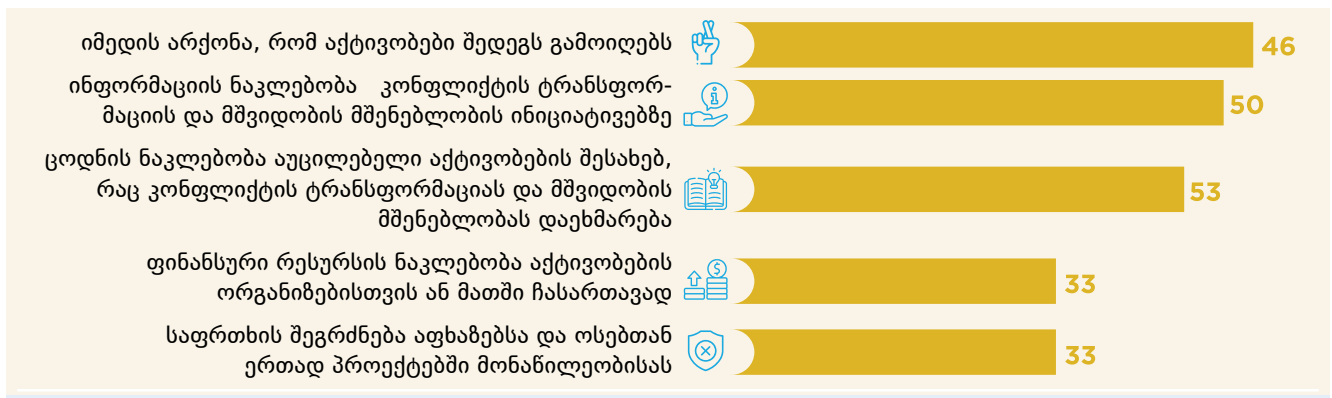 იმედის არქონა, რომ აქტივობები შედეგს გამოიღებს
46
ინფორმაციის ნაკლებობა კონფლიქტის ტრანსფორ-
მაციის და მშვიდობის მშენებლობის ინიციატივებზე
50
ცოდნის ნაკლებობა აუცილებელი აქტივობების შესახებ,
რაც კონფლიქტის ტრანსფორმაციას და მშვიდობის
მშენებლობას დაეხმარება
53
ფინანსური რესურსის ნაკლებობა აქტივობების
ორგანიზებისთვის ან მათში ჩასართავად
33
საფრთხის შეგრძნება აფხაზებსა და ოსებთან
ერთად პროექტებში მონაწილეობისას
33